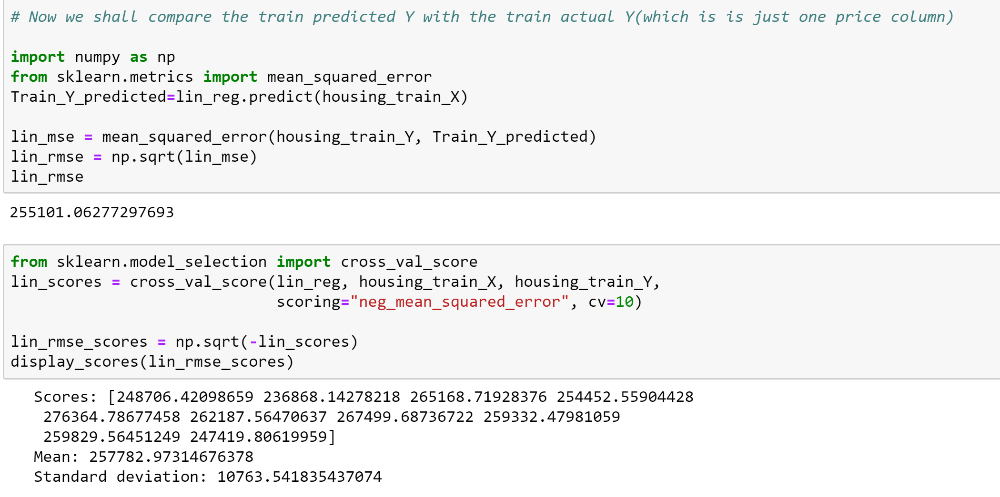 # Now we shall compare the train predicted Y with the train actual Y(which is is just one price column)
import numpy as np
from sklearn.metrics import mean_squared_error
Train_Y_predicted=lin_reg.predict(housing_train_X)
lin_mse = mean_squared_error(housing_train_Y, Train_Y_predicted)
lin_rmse = np.sqrt(lin_mse)
lin_rmse
255101.06277297693
from sklearn.model_selection import cross_val_score
lin_scores = cross_val_score(lin_reg, housing_train_X, housing_train_Y,
scoring="neg_mean_squared_error", cv=10)
lin_rmse_scores = np.sqrt(-lin_scores)
display_scores(lin_rmse_scores)
Scores: [248706.42098659 236868.14278218 265168.71928376 254452.55904428
276364.78677458 262187.56470637 267499.68736722 259332.47981059
259829.56451249 247419.80619959]
Mean: 257782.97314676378
Standard deviation: 10763.541835437074